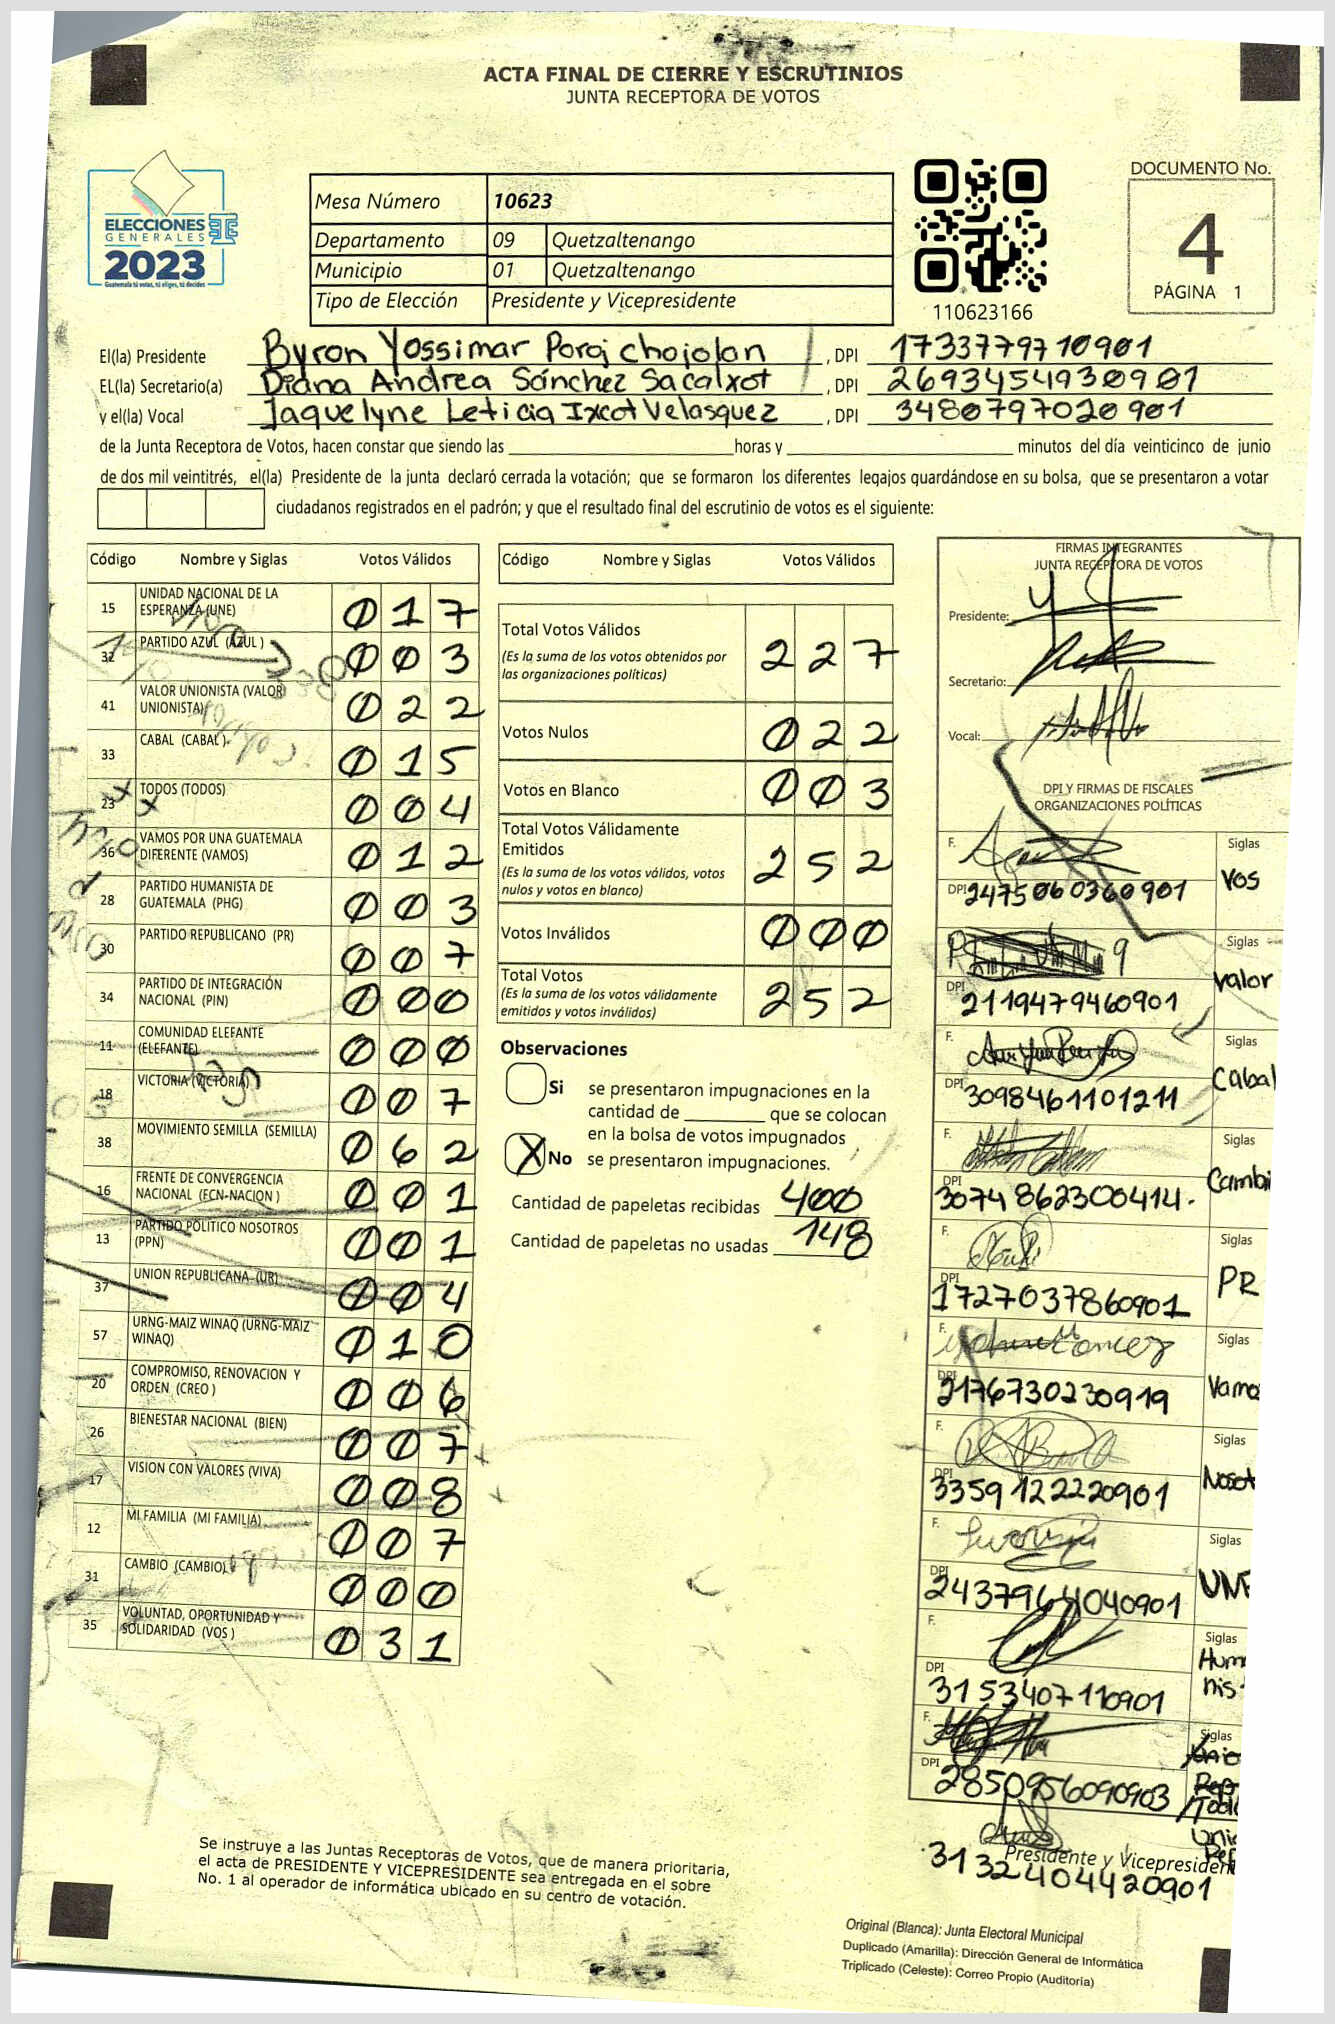 ACTA FINAL DE CIERRE Y ESCRUTINIOS
JUNTA RECEPTORA DE VOTOS
ELECCIONES
GENERALES
2023
Guatemala tú votas, tú eliges, tú decides
Mesa Número 10623
Departamento 09 Quetzaltenango
Municipio 01 Quetzaltenango
Tipo de Elección Presidente y Vicepresidente
110623166
DOCUMENTO No.
4
PÁGINA 1
El(la) Presidente Byron Yossimar Poroj Chojolan, DPI 1733779710901
EL(la) Secretario(a) Diana Andrea Sánchez Sacalxot, DPI 2693454930901
y el(la) Vocal Jaquelyne Leticia Ixcot Velasquez, DPI 3480797020901
de la Junta Receptora de Votos, hacen constar que siendo las horas y minutos del día veinticinco de junio
de dos mil veintitrés, el(la) Presidente de la junta declaró cerrada la votación; que se formaron los diferentes legajos guardándose en su bolsa, que se presentaron a votar
ciudadanos registrados en el padrón; y que el resultado final del escrutinio de votos es el siguiente:
Código Nombre y Siglas Votos Válidos
15 UNIDAD NACIONAL DE LA ESPERANZA (UNE) 017
32 PARTIDO AZUL (AZUL) 003
41 VALOR UNIONISTA (VALOR UNIONISTA) 022
33 CABAL (CABAL) 015
23 TODOS (TODOS) 004
36 VAMOS POR UNA GUATEMALA DIFERENTE (VAMOS) 012
28 PARTIDO HUMANISTA DE GUATEMALA (PHG) 003
30 PARTIDO REPUBLICANO (PR) 007
34 PARTIDO DE INTEGRACIÓN NACIONAL (PIN) 000
11 COMUNIDAD ELEFANTE (ELEFANTE) 000
18 VICTORIA (VICTORIA) 007
38 MOVIMIENTO SEMILLA (SEMILLA) 062
16 FRENTE DE CONVERGENCIA NACIONAL (FCN-NACION) 001
13 PARTIDO POLITICO NOSOTROS (PPN) 001
37 UNION REPUBLICANA (UR) 004
57 URNG-MAIZ WINAQ (URNG-MAIZ WINAQ) 010
20 COMPROMISO, RENOVACION Y ORDEN (CREO) 006
26 BIENESTAR NACIONAL (BIEN) 007
17 VISION CON VALORES (VIVA) 008
12 MI FAMILIA (MI FAMILIA) 007
31 CAMBIO (CAMBIO) 000
35 VOLUNTAD, OPORTUNIDAD Y SOLIDARIDAD (VOS) 031
Código Nombre y Siglas Votos Válidos
Total Votos Válidos 227
(Es la suma de los votos obtenidos por
las organizaciones políticas)
Votos Nulos 022
Votos en Blanco 003
Total Votos Válidamente
Emitidos 252
(Es la suma de los votos válidos, votos
nulos y votos en blanco)
Votos Inválidos 000
Total Votos 252
(Es la suma de los votos válidamente
emitidos y votos inválidos)
Observaciones
Si se presentaron impugnaciones en la
cantidad de que se colocan
en la bolsa de votos impugnados
X No se presentaron impugnaciones.
Cantidad de papeletas recibidas 400
Cantidad de papeletas no usadas 148
FIRMAS INTEGRANTES
JUNTA RECEPTORA DE VOTOS
Presidente:
Secretario:
Vocal:
DPI Y FIRMAS DE FISCALES
ORGANIZACIONES POLÍTICAS
F. Siglas
DPI 2475060360901 VOS
Siglas
DPI 2119479460901 Valor
F. Siglas
DPI 3098461101211 Cabal
F. Siglas
DPI 3074862300414. Cambi
F. Siglas
DPI 1727037860901 PR
F. Siglas
DPI 2176730230919 Vamo
F. Siglas
DPI 3359122220901 Nosot
F. Siglas
DPI 2437964040901 UNE
F. Siglas
DPI 3153407110901 Huma
nis
F. Siglas
DPI 2850956090903
Presidente y Vicepresiden
3132404420901
Se instruye a las Juntas Receptoras de Votos, que de manera prioritaria,
el acta de PRESIDENTE Y VICEPRESIDENTE sea entregada en el sobre
No. 1 al operador de informática ubicado en su centro de votación.
Original (Blanca): Junta Electoral Municipal
Duplicado (Amarilla): Dirección General de Informática
Triplicado (Celeste): Correo Propio (Auditoría)